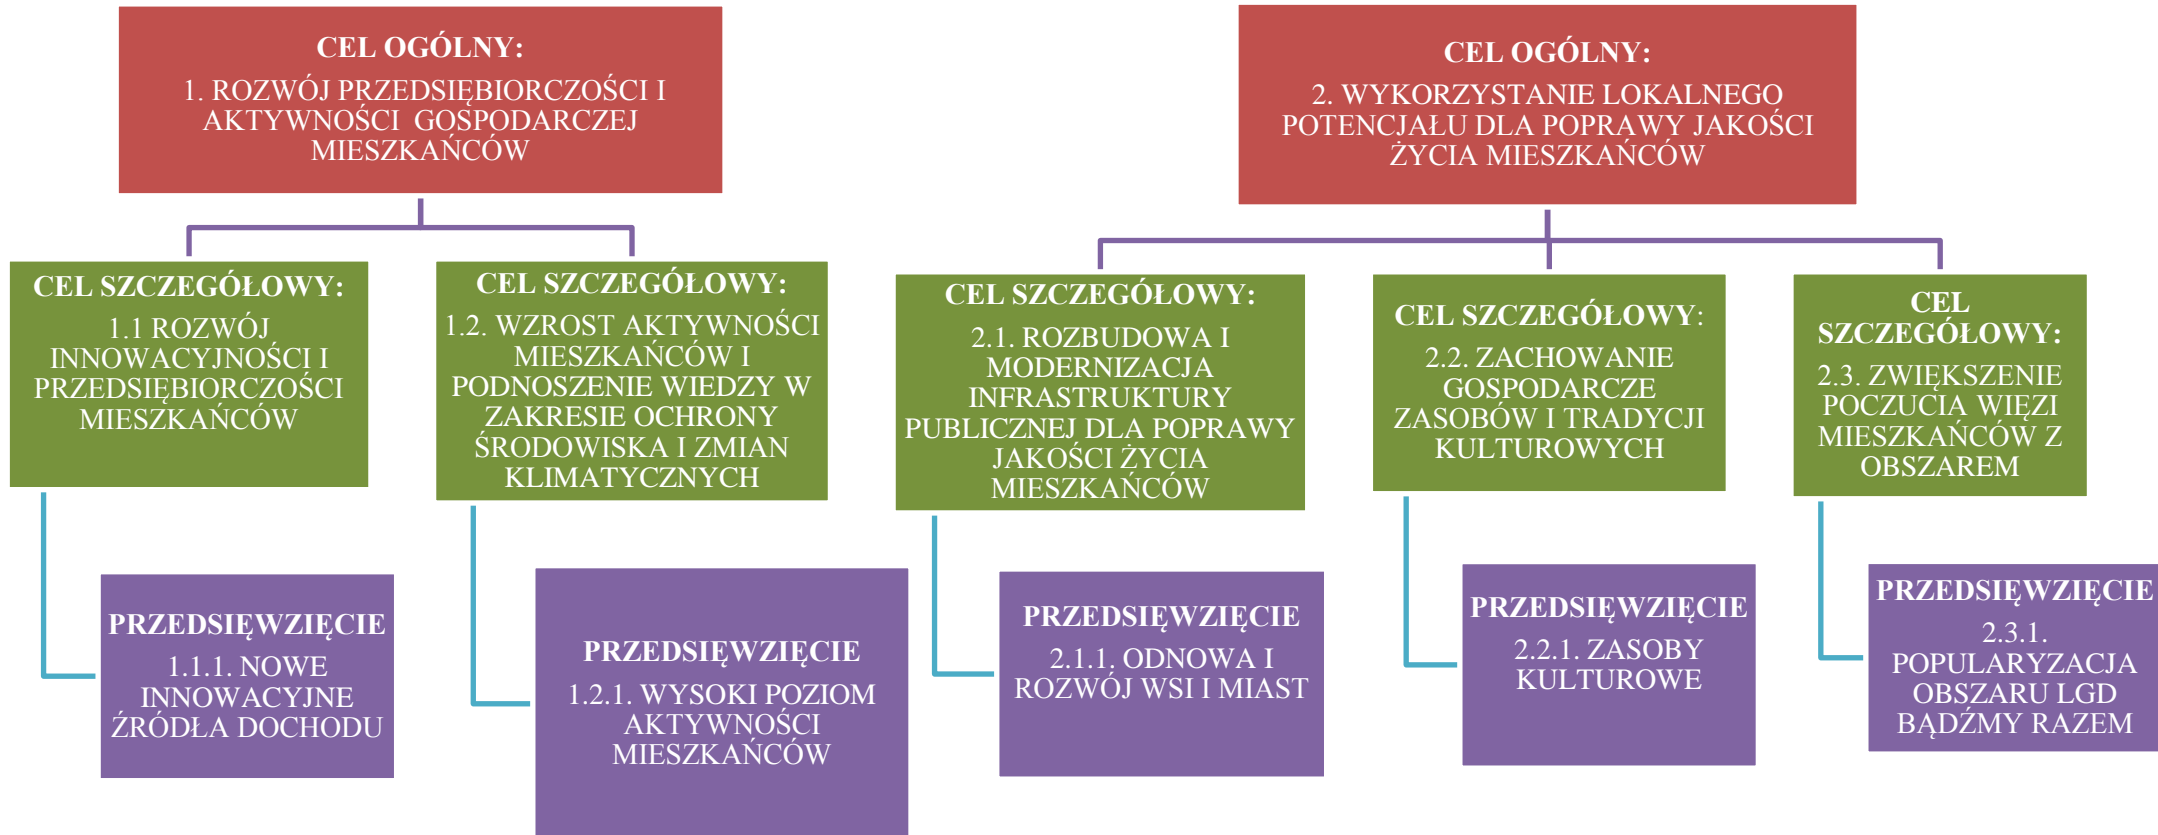 CEL OGÓLNY:
1. ROZWÓJ PRZEDSIĘBIORCZOŚCI I
AKTYWNOŚCI GOSPODARCZEJ
MIESZKAŃCÓW
CEL OGÓLNY:
2. WYKORZYSTANIE LOKALNEGO
POTENCJAŁU DLA POPRAWY JAKOŚCI
ŻYCIA MIESZKAŃCÓW
CEL SZCZEGÓŁOWY:
1.1 ROZWÓJ
INNOWACYJNOŚCI I
PRZEDSIĘBIORCZOŚCI
MIESZKAŃCÓW
CEL SZCZEGÓŁOWY:
1.2. WZROST AKTYWNOŚCI
MIESZKAŃCÓW I
PODNOSZENIE WIEDZY W
ZAKRESIE OCHRONY
ŚRODOWISKA I ZMIAN
KLIMATYCZNYCH
CEL SZCZEGÓŁOWY:
2.1. ROZBUDOWA I
MODERNIZACJA
INFRASTRUKTURY
PUBLICZNEJ DLA POPRAWY
JAKOŚCI ŻYCIA
MIESZKAŃCÓW
CEL SZCZEGÓŁOWY:
2.2. ZACHOWANIE
GOSPODARCZE
ZASOBÓW I TRADYCJI
KULTUROWYCH
CEL
SZCZEGÓŁOWY:
2.3. ZWIĘKSZENIE
POCZUCIA WIĘZI
MIESZKAŃCÓW Z
OBSZAREM
PRZEDSIĘWZIĘCIE
1.1.1. NOWE
INNOWACYJNE
ŹRÓDŁA DOCHODU
PRZEDSIĘWZIĘCIE
1.2.1. WYSOKI POZIOM
AKTYWNOŚCI
MIESZKAŃCÓW
PRZEDSIĘWZIĘCIE
2.1.1. ODNOWA I
ROZWÓJ WSI I MIAST
PRZEDSIĘWZIĘCIE
2.2.1. ZASOBY
KULTUROWE
PRZEDSIĘWZIĘCIE
2.3.1.
POPULARYZACJA
OBSZARU LGD
BĄDŹMY RAZEM